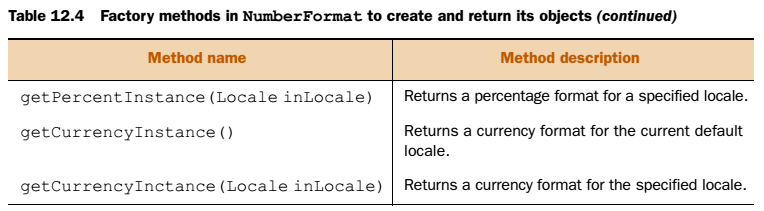 Table 12.4 Factory methods in NumberFormat to create and return its objects (continued)
Method name Method description
getPercentInstance(Locale inLocale) Returns a percentage format for a specified locale.
getCurrencyInstance() Returns a currency format for the current default
locale.
getCurrencyInctance(Locale inLocale) Returns a currency format for the specified locale.